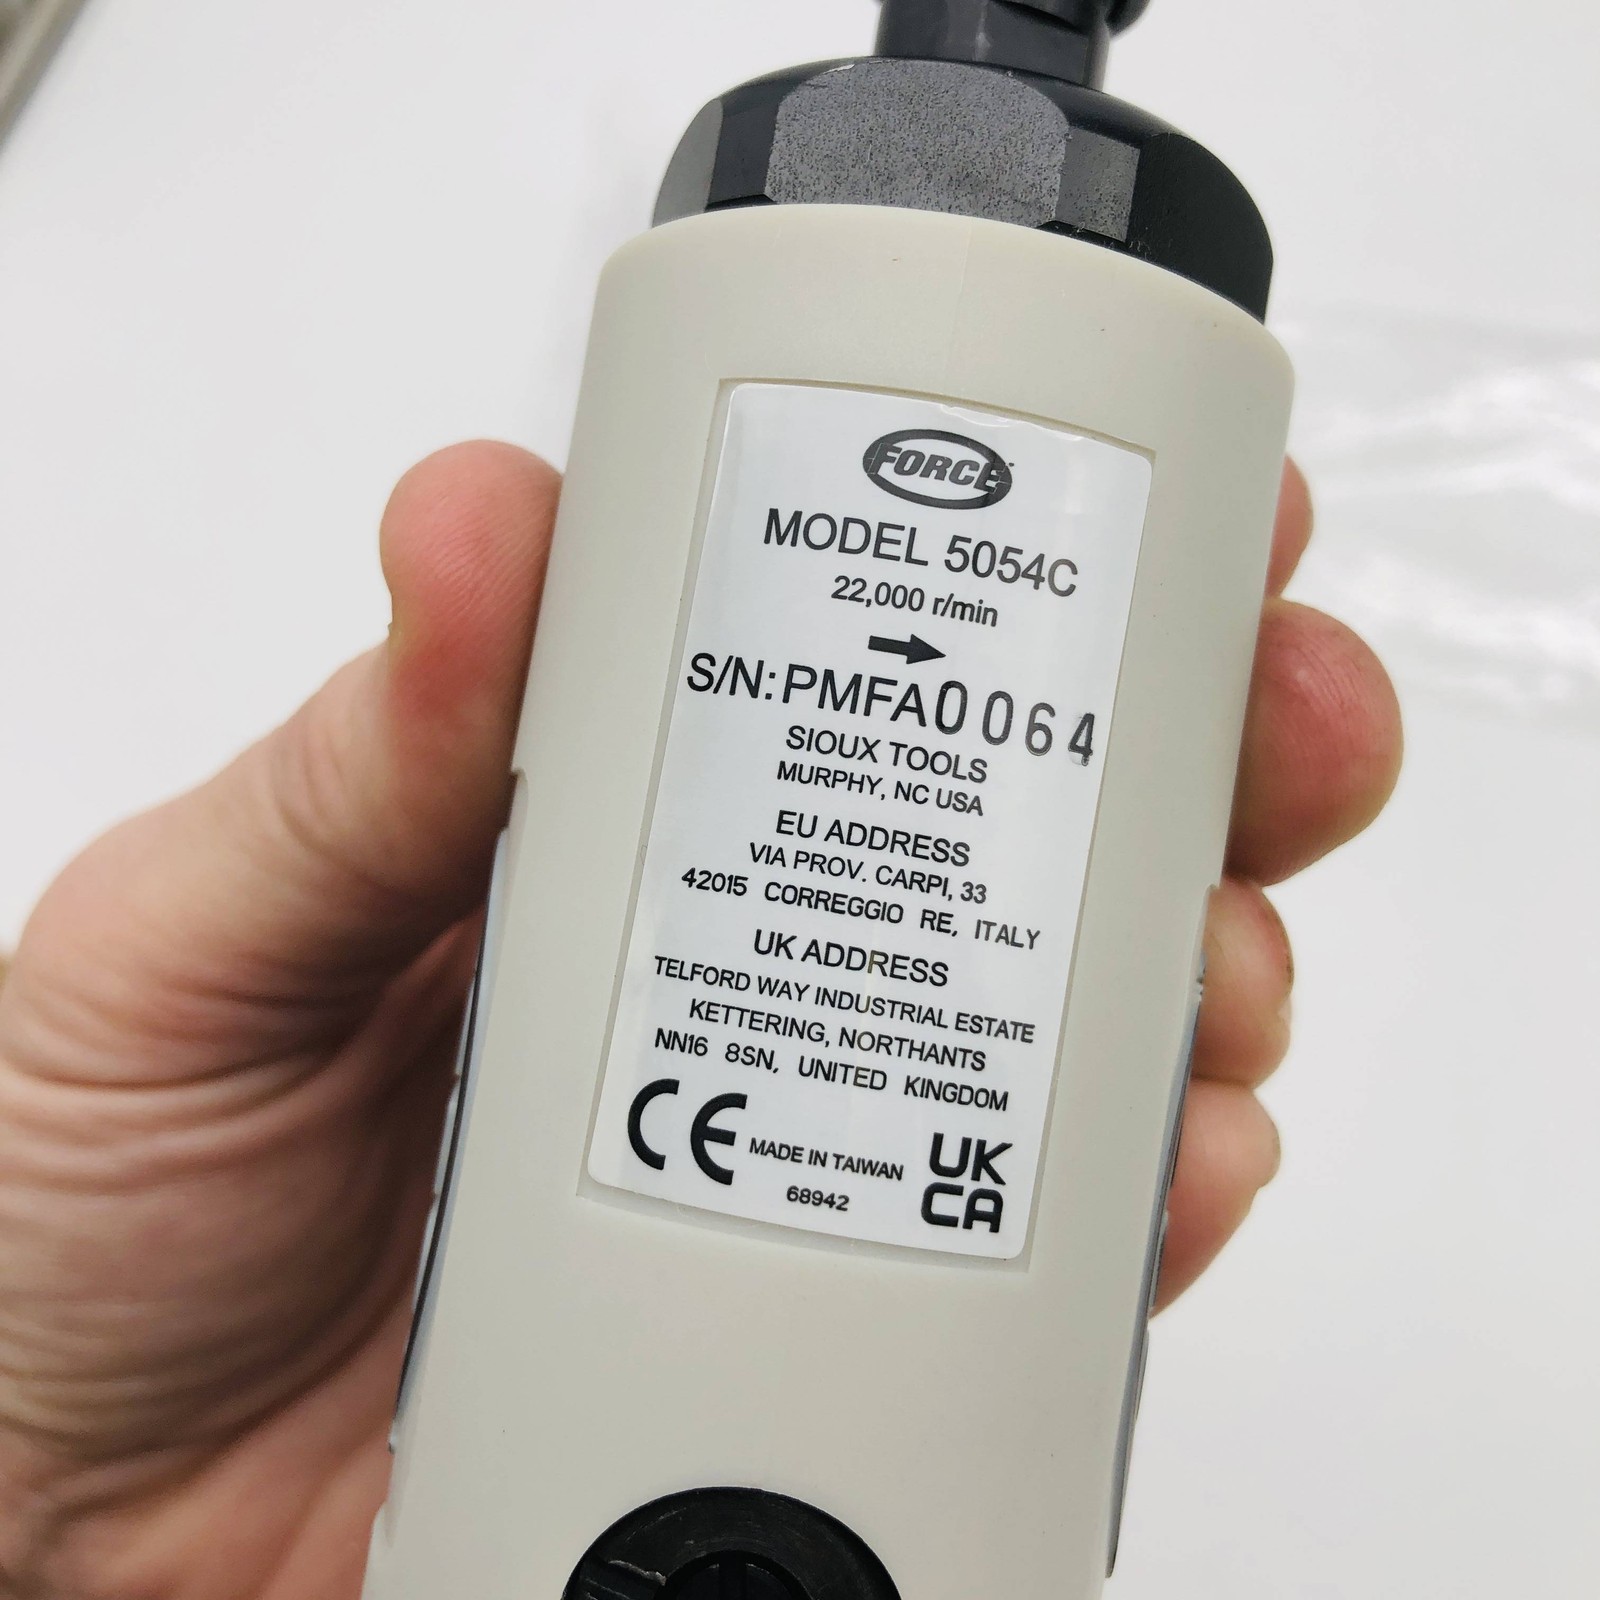 FORCE
MODEL 5054C
22,000 r/min
S/N:PMFA0064
SIOUX TOOLS
MURPHY, NC USA
EU ADDRESS
VIA PROV. CARPI, 33
42015 CORREGGIO RE, ITALY
UK ADDRESS
TELFORD WAY INDUSTRIAL ESTATE
KETTERING, NORTHANTS
NN16 8SN, UNITED KINGDOM
CE MADE IN TAIWAN UK
68942 CA